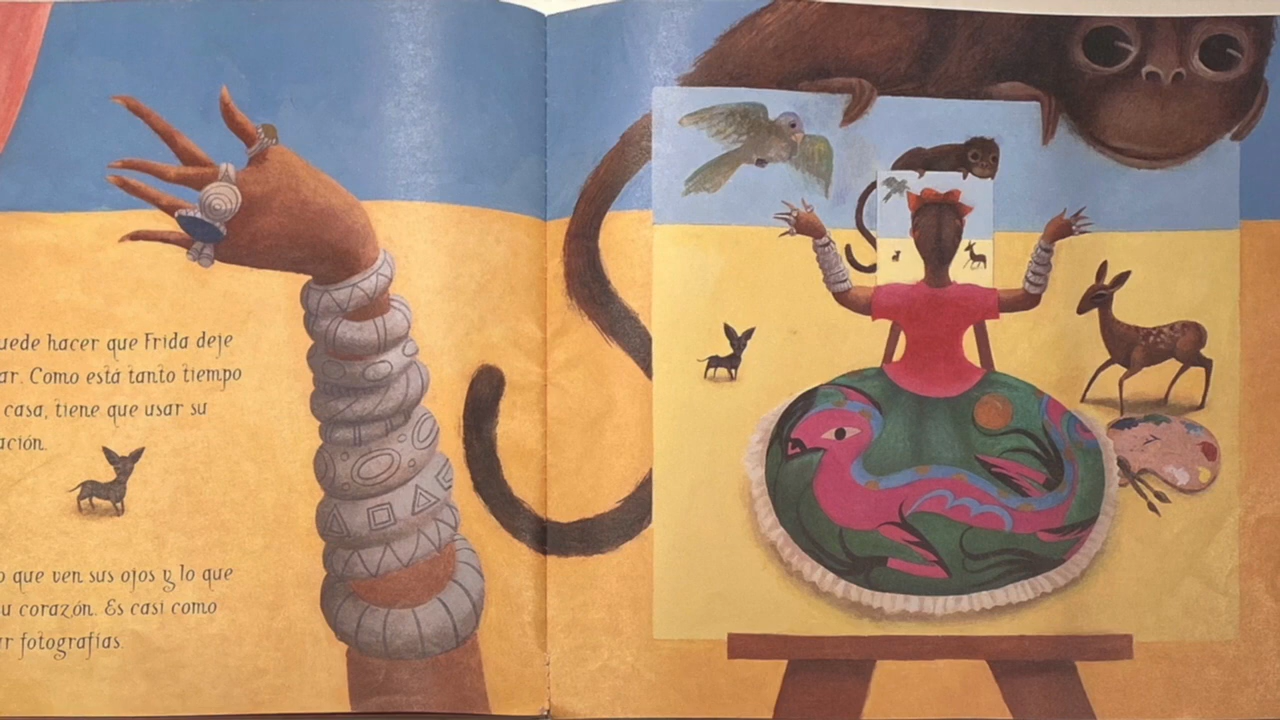 uede hacer que Frida deje
ar. Como está tanto tiempo
casa, tiene que usar su
ación.
o que ven sus ojos y lo que
u corazón. Es casi como
ar fotografías.